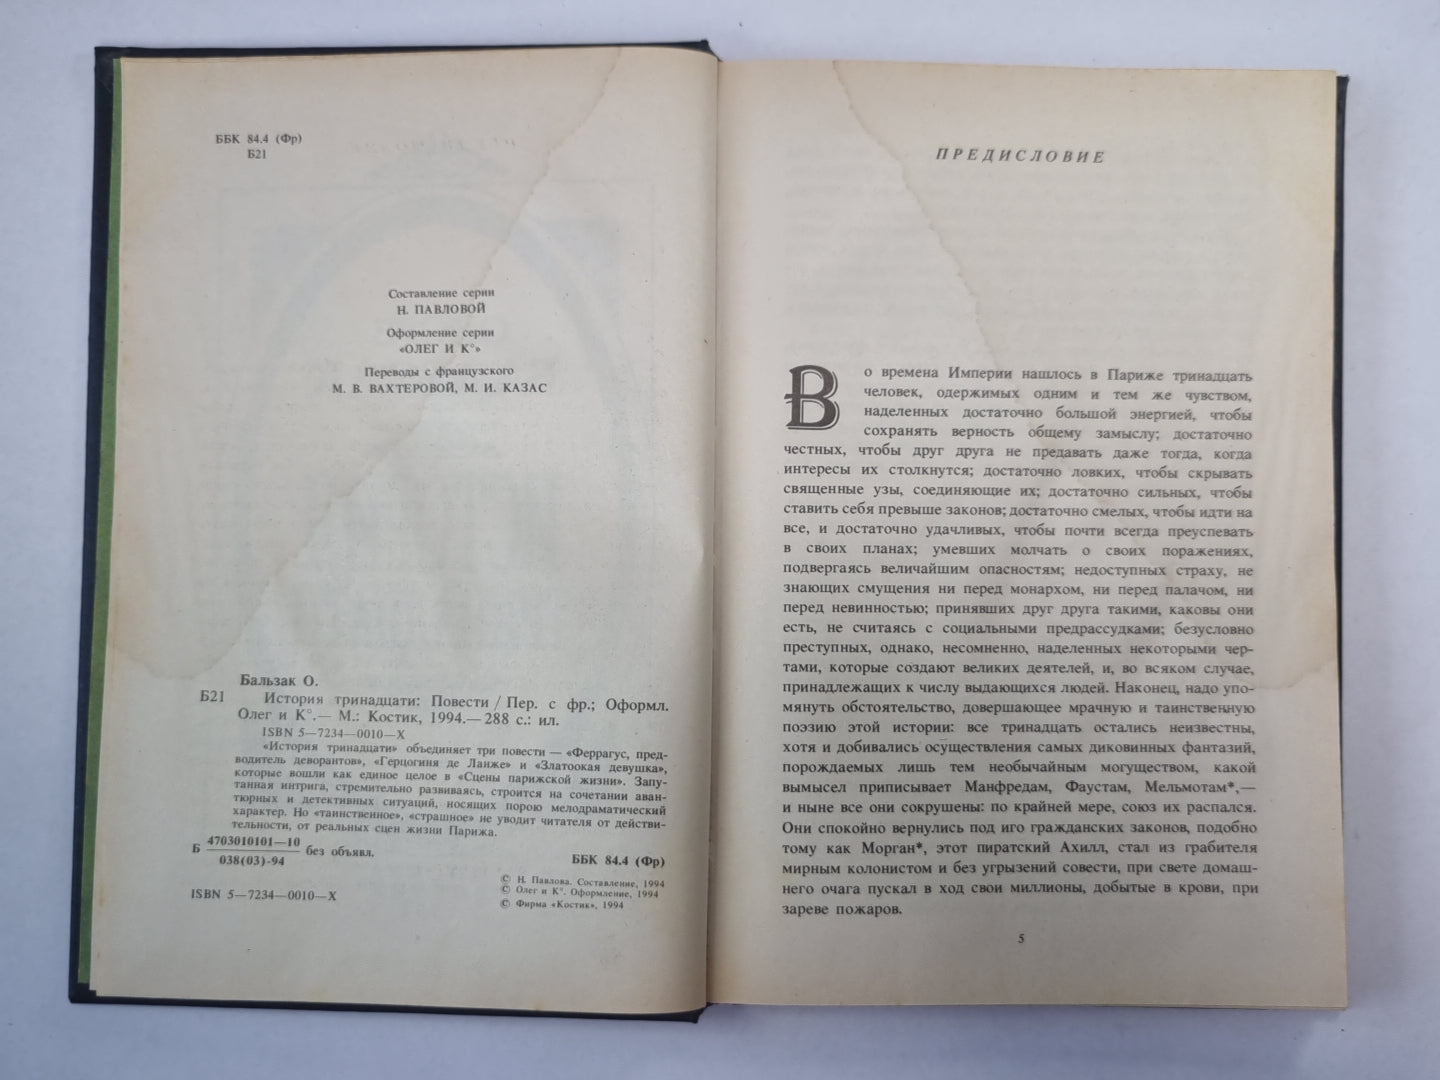 ББК 84.4 (Фр)
Б21
Составление серии
Н. ПАВЛОВОЙ
Оформление серии
«ОЛЕГ И К°»
Переводы с французского
М. В. ВАХТЕРОВОЙ, М. И. КАЗАС
Бальзак О.
Б21 История тринадцати: Повести / Пер. с фр.; Оформл.
Олег и К°.— М.: Костик, 1994.— 288 с.: ил.
ISBN 5—7234—0010—X
«История тринадцати» объединяет три повести — «Феррагус, пред-
водитель деворантов», «Герцогиня де Ланже» и «Златоокая девушка»,
которые вошли как единое целое в «Сцены парижской жизни». Запу-
танная интрига, стремительно развиваясь, строится на сочетании аван-
тюрных и детективных ситуаций, носящих порою мелодраматический
характер. Но «таинственное», «страшное» не уводит читателя от действи-
тельности, от реальных сцен жизни Парижа.
Б 4703010101—10
038(03)-94 без объявл.
ББК 84.4 (Фр)
© Н. Павлова. Составление, 1994
© Олег и К°. Оформление, 1994
© Фирма «Костик», 1994
ISBN 5—7234—0010—X
ПРЕДИСЛОВИЕ
Во времена Империи нашлось в Париже тринадцать
человек, одержимых одним и тем же чувством,
наделенных достаточно большой энергией, чтобы
сохранять верность общему замыслу; достаточно
честных, чтобы друг друга не предавать даже тогда, когда
интересы их столкнутся; достаточно ловких, чтобы скрывать
священные узы, соединяющие их; достаточно сильных, чтобы
ставить себя превыше законов; достаточно смелых, чтобы идти на
все, и достаточно удачливых, чтобы почти всегда преуспевать
в своих планах; умевших молчать о своих поражениях,
подвергаясь величайшим опасностям; недоступных страху, не
знающих смущения ни перед монархом, ни перед палачом, ни
перед невинностью; принявших друг друга такими, каковы они
есть, не считаясь с социальными предрассудками; безусловно
преступных, однако, несомненно, наделенных некоторыми чер-
тами, которые создают великих деятелей, и, во всяком случае,
принадлежащих к числу выдающихся людей. Наконец, надо упо-
мянуть обстоятельство, довершающее мрачную и таинственную
поэзию этой истории: все тринадцать остались неизвестны,
хотя и добивались осуществления самых диковинных фантазий,
порождаемых лишь тем необычайным могуществом, какой
вымысел приписывает Манфредам, Фаустам, Мельмотам*,—
и ныне все они сокрушены: по крайней мере, союз их распался.
Они спокойно вернулись под иго гражданских законов, подобно
тому как Морган*, этот пиратский Ахилл, стал из грабителя
мирным колонистом и без угрызений совести, при свете домаш-
него очага пускал в ход свои миллионы, добытые в крови, при
зареве пожаров.
5